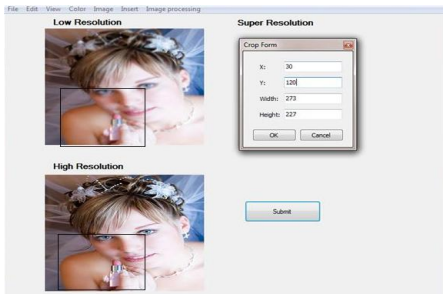 File Edit View Color Image Insert Image processing
Low Resolution
Super Resolution
Crop Form
X: 30
Y: 120
Width: 273
Height: 227
OK Cancel
High Resolution
Submit